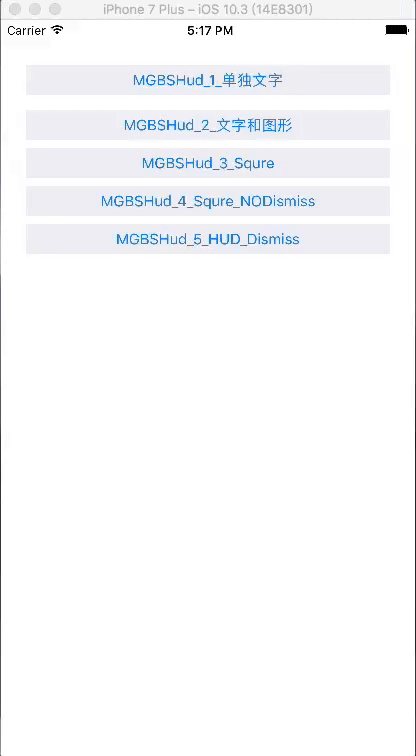 iPhone 7 Plus – iOS 10.3 (14E8301)
Carrier 5:17 PM
MGBSHud_1_单独文字
MGBSHud_2_文字和图形
MGBSHud_3_Squre
MGBSHud_4_Squre_NODismiss
MGBSHud_5_HUD_Dismiss